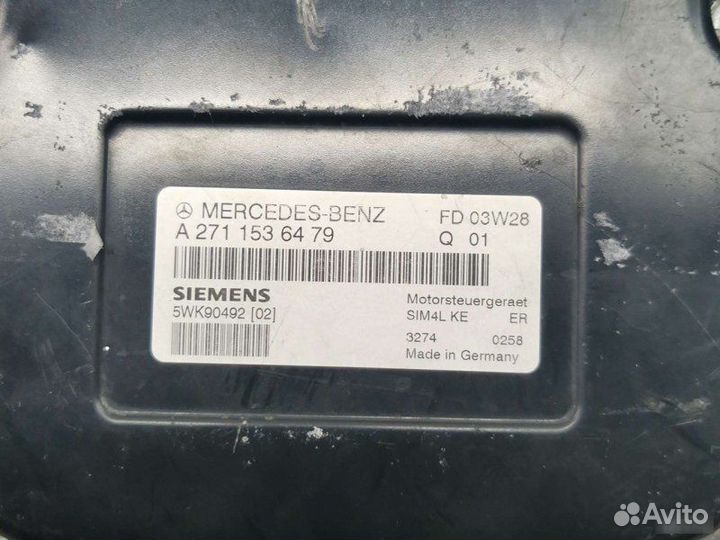 MERCEDES-BENZ FD 03W28
A 271 153 64 79 Q 01
SIEMENS Motorsteuergeraet
5WK90492 [02] SIM4L KE ER
3274 0258
Made in Germany
Avito